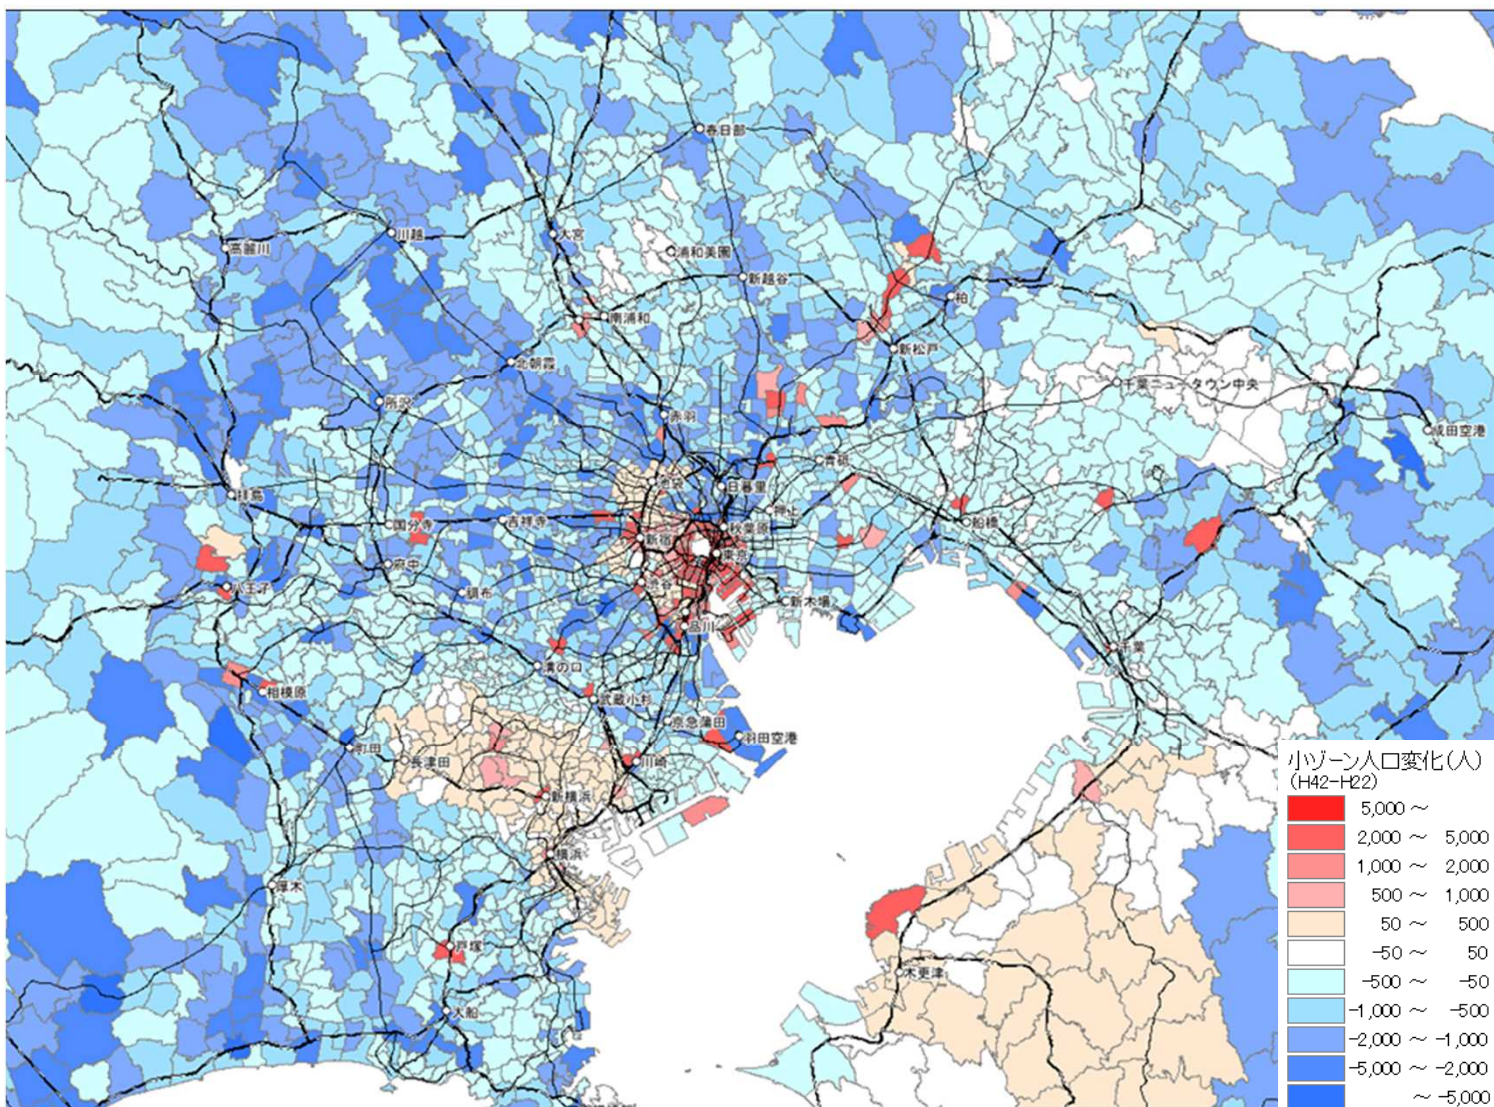 春日部
大宮
浦和美園
川越
高麗川
新越谷
柏
南浦和
新松戸
北朝霞
千葉ニュータウン中央
所沢
赤羽
成田空港
青砥
池袋
日暮里
拝島
押上
国分寺
吉祥寺
秋葉原
船橋
新宿
東京
府中
八王子
渋谷
調布
新木場
品川
千葉
溝の口
相模原
武蔵小杉
京急蒲田
羽田空港
町田
長津田
川崎
新横浜
横浜
厚木
戸塚
木更津
大船
小ゾーン人口変化(人)
(H42-H22)
5,000 ～
2,000 ～ 5,000
1,000 ～ 2,000
500 ～ 1,000
50 ～ 500
-50 ～ 50
-500 ～ -50
-1,000 ～ -500
-2,000 ～ -1,000
-5,000 ～ -2,000
～ -5,000